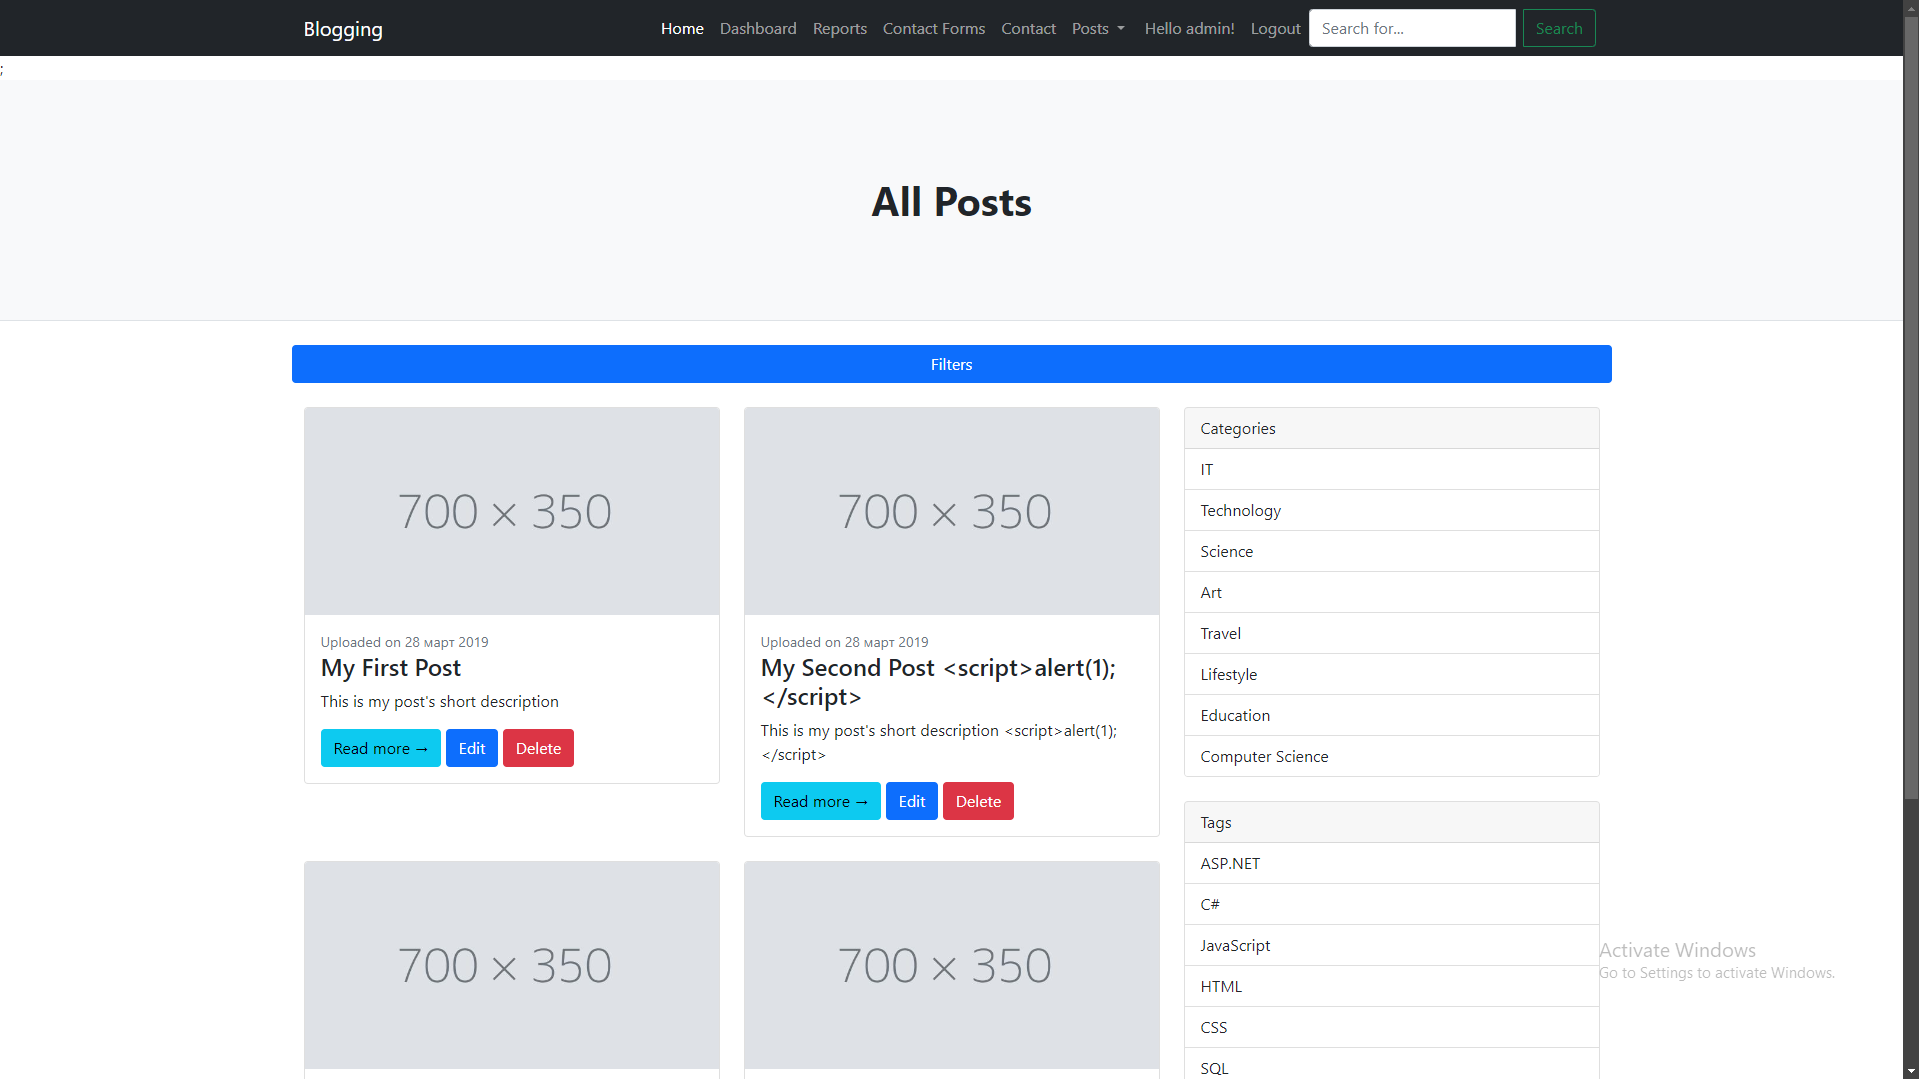 Blogging
Home Dashboard Reports Contact Forms Contact Posts Hello admin! Logout Search for... Search
;
All Posts
Filters
700 × 350
Uploaded on 28 март 2019
My First Post
This is my post's short description
Read more → Edit Delete
700 × 350
Uploaded on 28 март 2019
My Second Post <script>alert(1);
</script>
This is my post's short description <script>alert(1);
</script>
Read more → Edit Delete
700 × 350
700 × 350
Categories
IT
Technology
Science
Art
Travel
Lifestyle
Education
Computer Science
Tags
ASP.NET
C#
JavaScript
HTML
CSS
SQL
Activate Windows
Go to Settings to activate Windows.